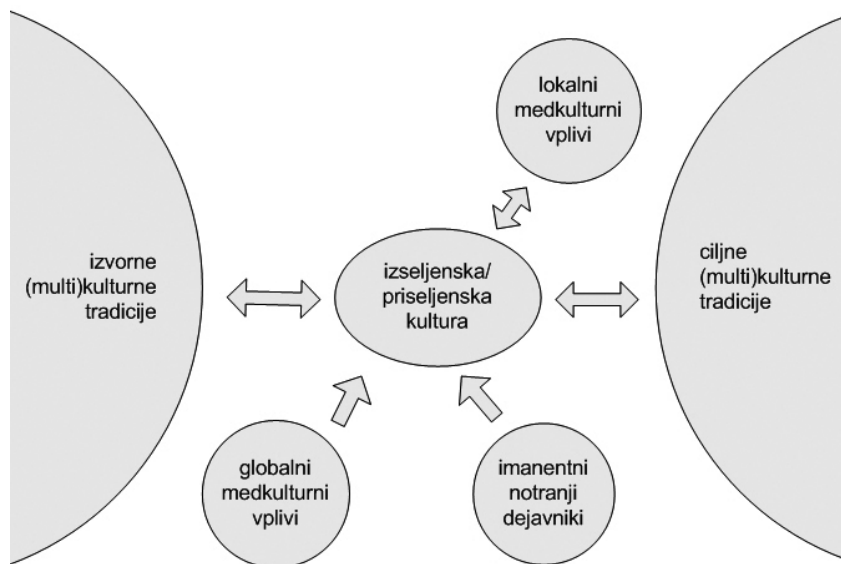 lokalni
medkulturni
vplivi
izvorne
(multi)kulturne
tradicije
izseljenska/
priseljenska
kultura
ciljne
(multi)kulturne
tradicije
globalni
medkulturni
vplivi
imanentni
notranji
dejavniki